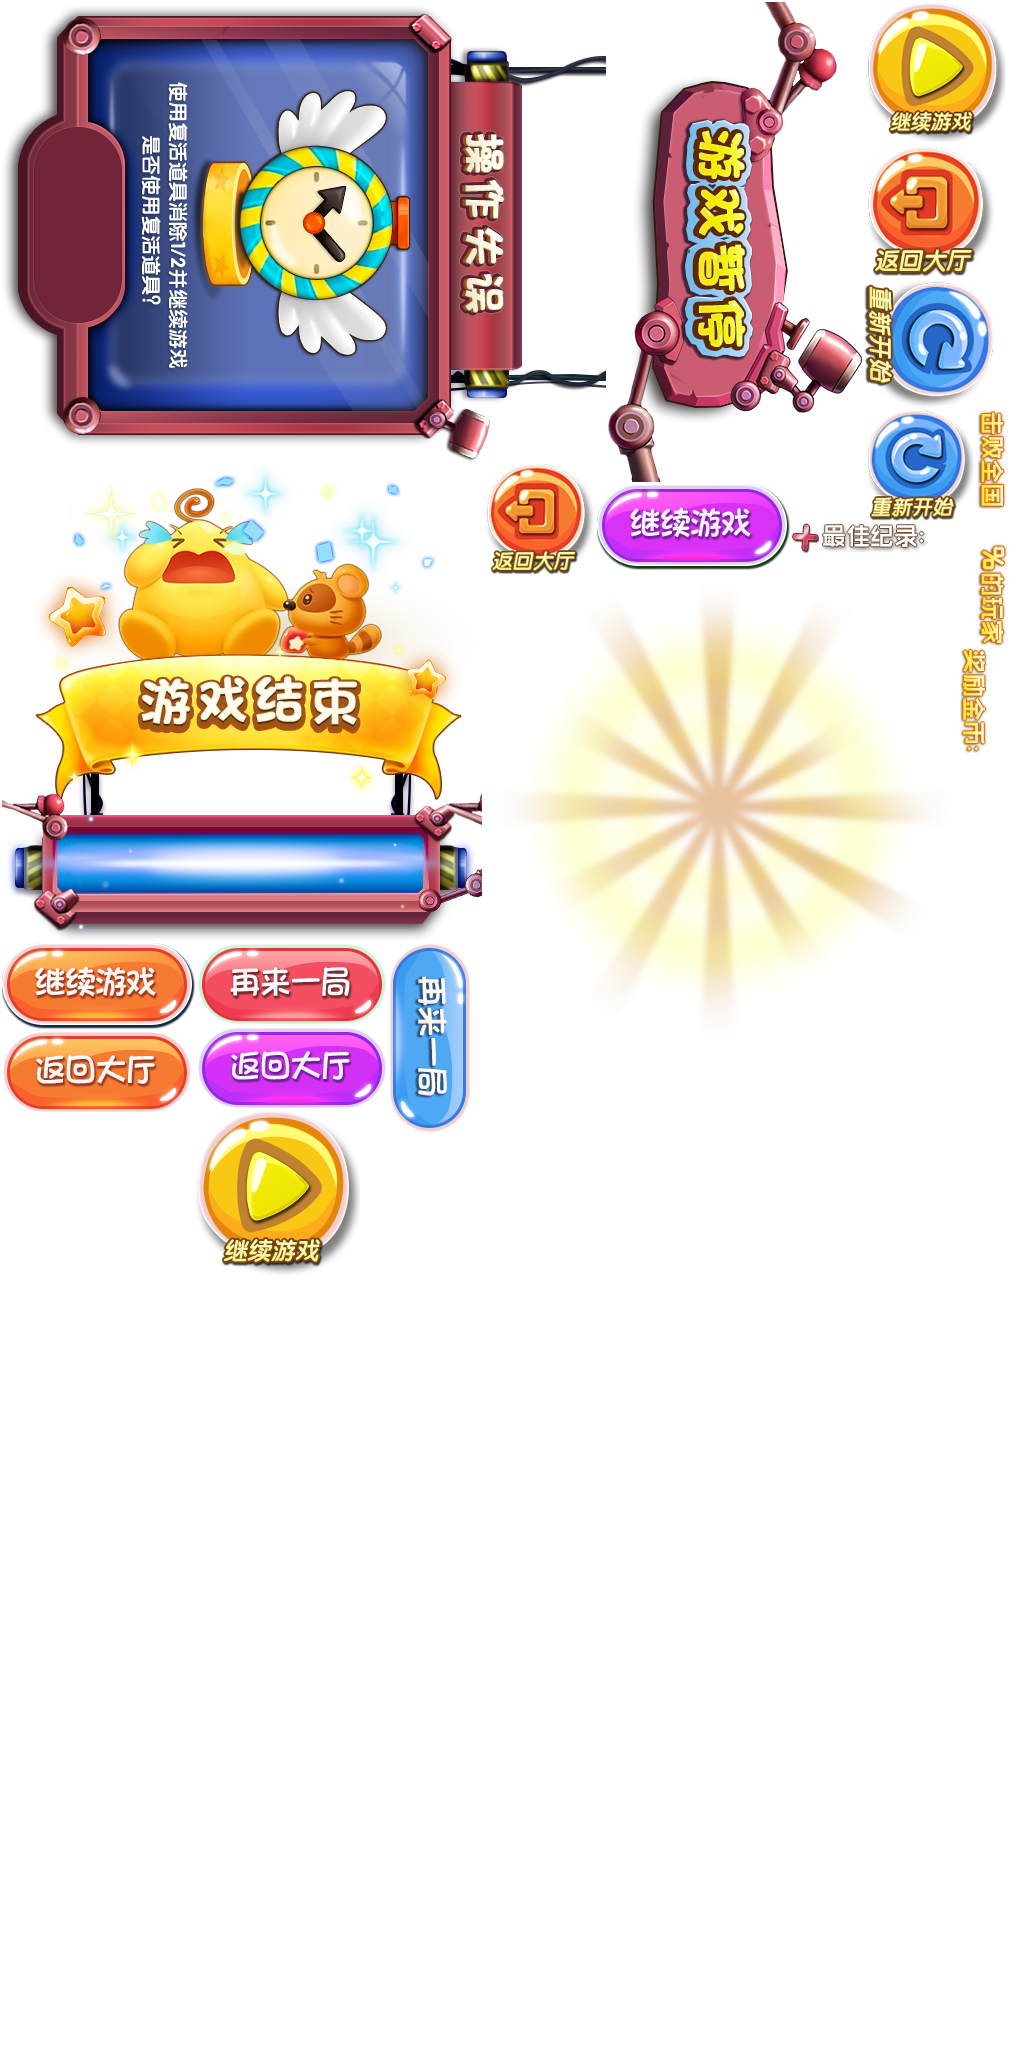 操作失误
使用复活道具消除1/2并继续游戏
是否使用复活道具?
游戏暂停
继续游戏
返回大厅
重新开始
重新开始
击败全国
%的玩家
奖励金币:
返回大厅
继续游戏
最佳纪录:
游戏结束
继续游戏
再来一局
再来一局
返回大厅
返回大厅
继续游戏